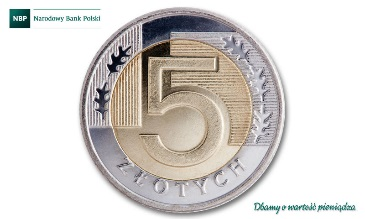 NBP Narodowy Bank Polski
5
ZŁOTYCH
Dbamy o wartość pieniądza